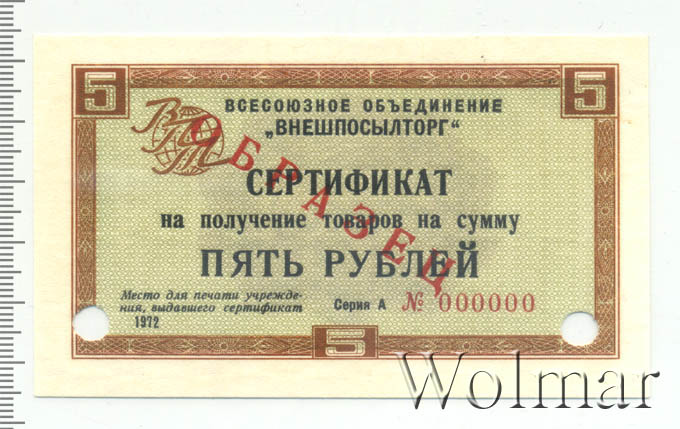 5 5
ВСЕСОЮЗНОЕ ОБЪЕДИНЕНИЕ
„ВНЕШПОСЫЛТОРГ“
ВПТ
ОБРАЗЕЦ
СЕРТИФИКАТ
на получение товаров на сумму
ПЯТЬ РУБЛЕЙ
Место для печати учрежде-
ния, выдавшего сертификат
1972
Серия А № 000000
5
Wolmar